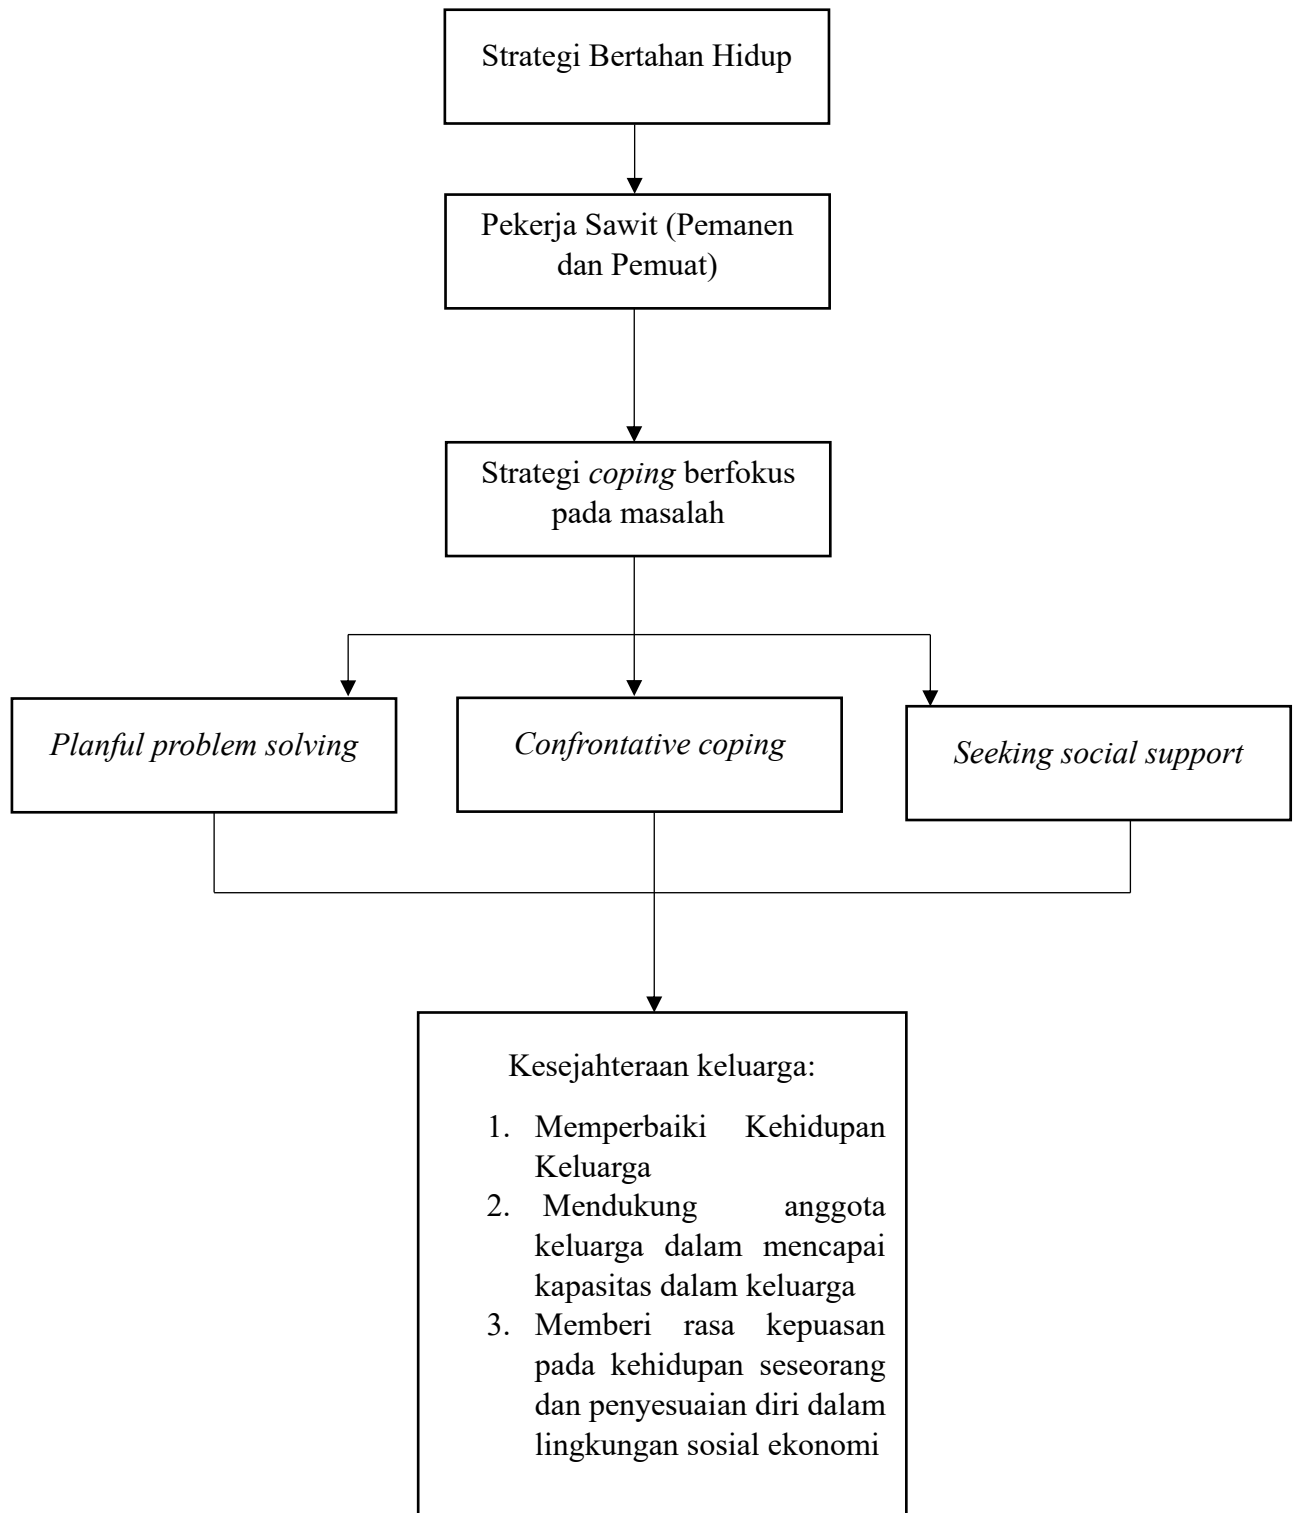 Strategi Bertahan Hidup
Pekerja Sawit (Pemanen
dan Pemuat)
Strategi coping berfokus
pada masalah
Planful problem solving
Confrontative coping
Seeking social support
Kesejahteraan keluarga:
1. Memperbaiki Kehidupan
Keluarga
2. Mendukung anggota
keluarga dalam mencapai
kapasitas dalam keluarga
3. Memberi rasa kepuasan
pada kehidupan seseorang
dan penyesuaian diri dalam
lingkungan sosial ekonomi